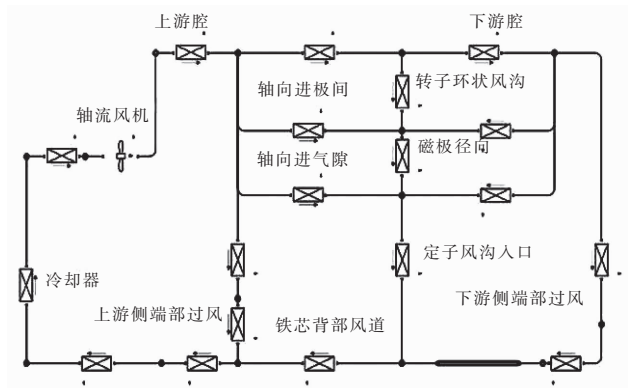 上游腔
下游腔
轴流风机
轴向进极间
转子环状风沟
轴向进气隙
磁极径向
冷却器
定子风沟入口
上游侧端部过风
铁芯背部风道
下游侧端部过风